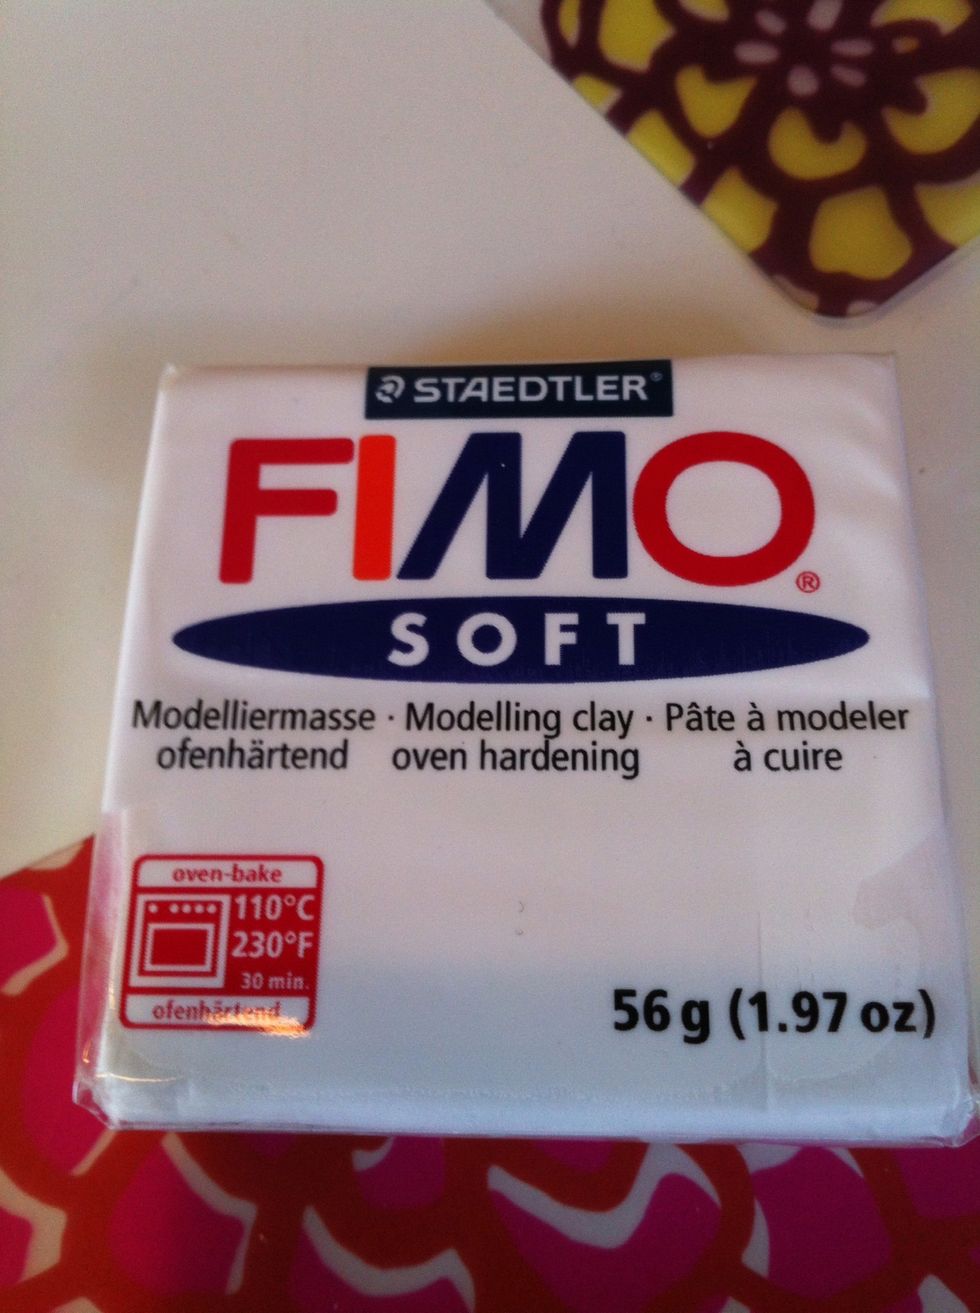 STAEDTLER®
FIMO®
SOFT
Modelliermasse · Modelling clay · Pâte à modeler
ofenhärtend oven hardening à cuire
oven-bake
110°C
230°F
30 min.
ofenhärtend
56 g (1.97 oz)